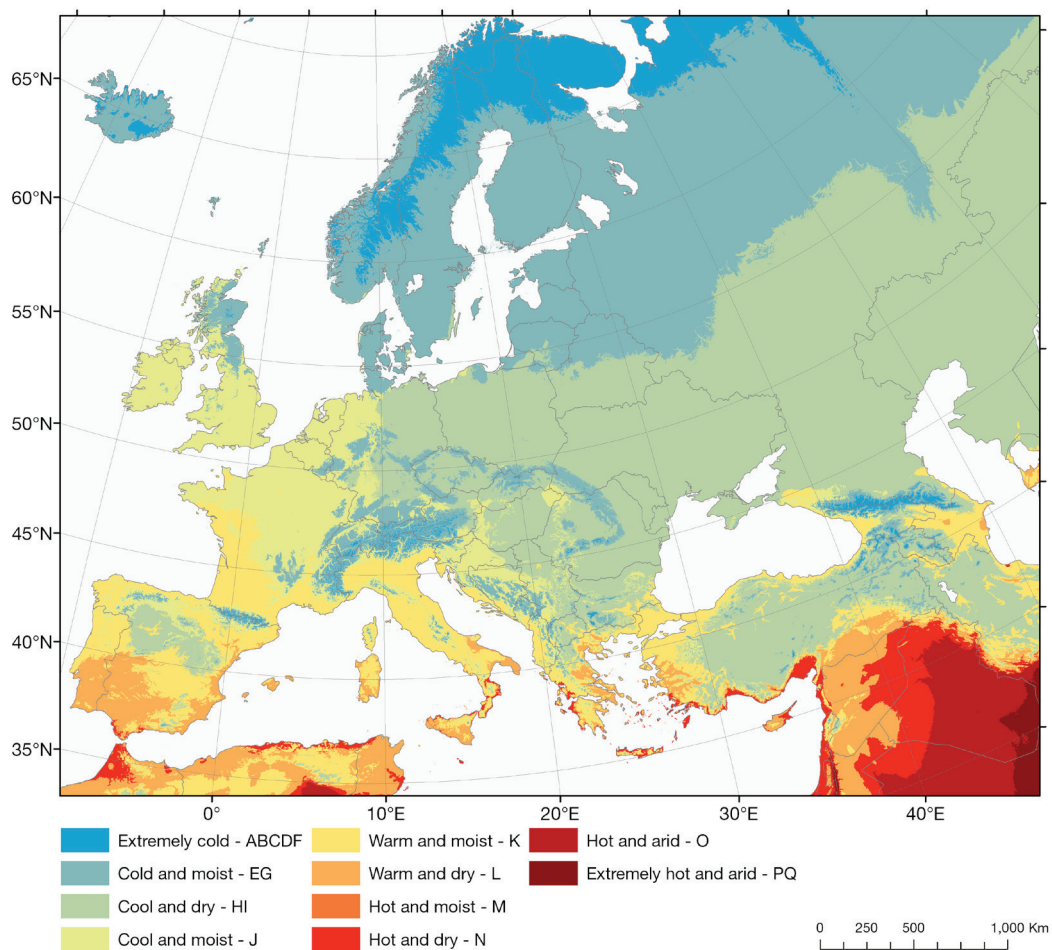 65°N
60°N
55°N
50°N
45°N
40°N
35°N
0° 10°E 20°E 30°E 40°E
Extremely cold - ABCDF
Cold and moist - EG
Cool and dry - HI
Cool and moist - J
Warm and moist - K
Warm and dry - L
Hot and moist - M
Hot and dry - N
Hot and arid - O
Extremely hot and arid - PQ
0 250 500 1,000 Km